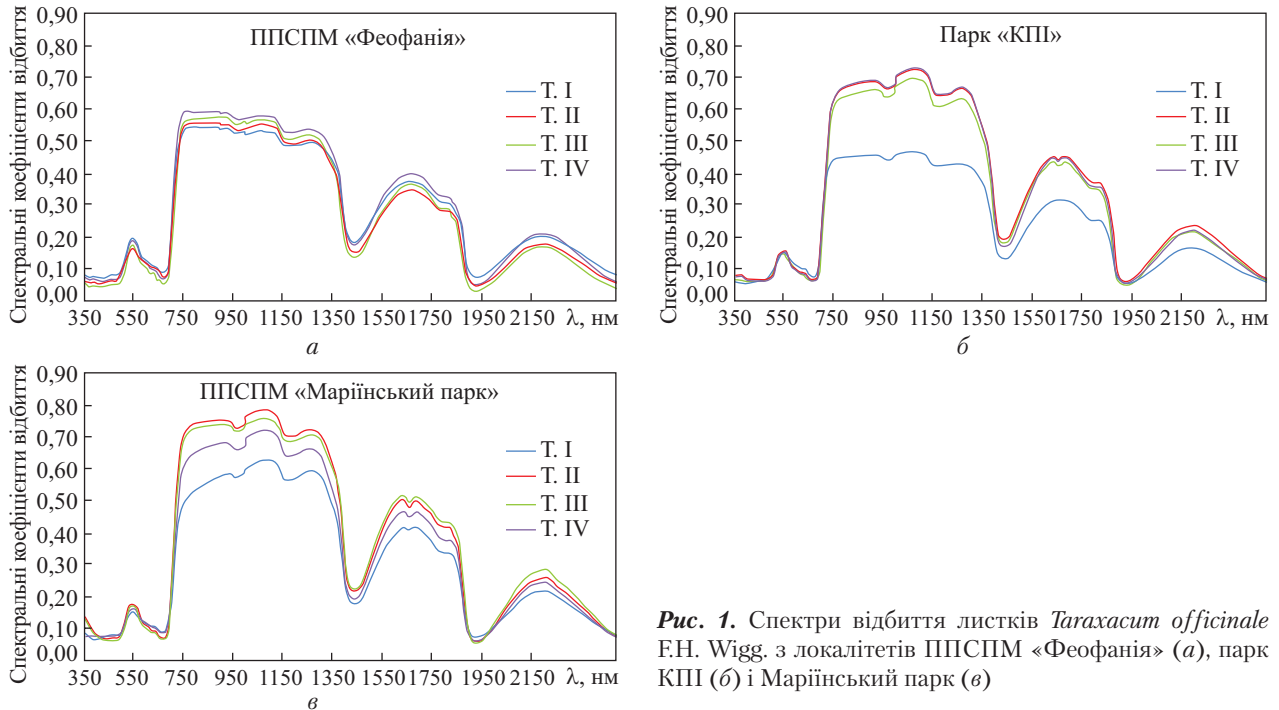 Спектральні коефіцієнти відбиття
0,90
0,80
0,70
0,60
0,50
0,40
0,30
0,20
0,10
0,00
ППСПМ «Феофанія»
Т. I
Т. II
Т. III
Т. IV
350 550 750 950 1150 1350 1550 1750 1950 2150 λ, нм
а
Спектральні коефіцієнти відбиття
0,90
0,80
0,70
0,60
0,50
0,40
0,30
0,20
0,10
0,00
Парк «КПІ»
Т. I
Т. II
Т. III
Т. IV
350 550 750 950 1150 1350 1550 1750 1950 2150 λ, нм
б
Спектральні коефіцієнти відбиття
0,90
0,80
0,70
0,60
0,50
0,40
0,30
0,20
0,10
0,00
ППСПМ «Маріїнський парк»
Т. I
Т. II
Т. III
Т. IV
350 550 750 950 1150 1350 1550 1750 1950 2150 λ, нм
в
Рис. 1. Спектри відбиття листків Taraxacum officinale
F.H. Wigg. з локалітетів ППСПМ «Феофанія» (а), парк
КПІ (б) і Маріїнський парк (в)